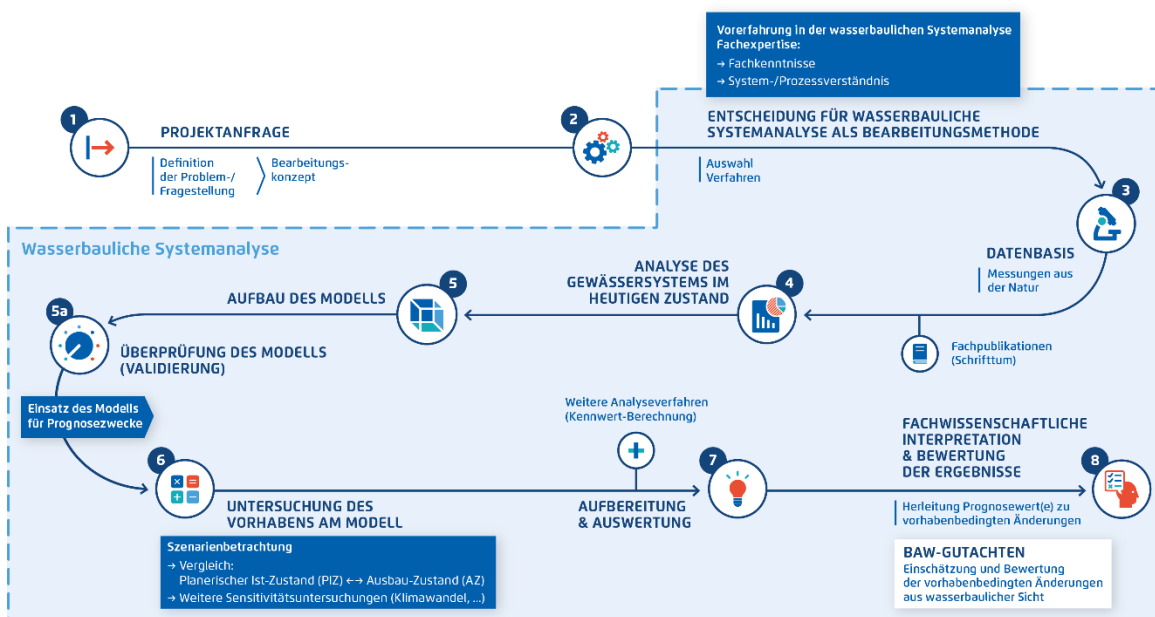 Vorerfahrung in der wasserbaulichen Systemanalyse
Fachexpertise:
→ Fachkenntnisse
→ System-/Prozessverständnis
1
PROJEKTANFRAGE
Definition
der Problem-/
Fragestellung
Bearbeitungs-
konzept
2
ENTSCHEIDUNG FÜR WASSERBAULICHE
SYSTEMANALYSE ALS BEARBEITUNGSMETHODE
Auswahl
Verfahren
3
DATENBASIS
Messungen aus
der Natur
Wasserbauliche Systemanalyse
Fachpublikationen
(Schrifttum)
4
ANALYSE DES
GEWÄSSERSYSTEMS IM
HEUTIGEN ZUSTAND
5
AUFBAU DES MODELLS
5a
ÜBERPRÜFUNG DES MODELLS
(VALIDIERUNG)
Einsatz des Modells
für Prognosezwecke
6
UNTERSUCHUNG DES
VORHABENS AM MODELL
Szenarienbetrachtung
→ Vergleich:
Planerischer Ist-Zustand (PIZ) ←→ Ausbau-Zustand (AZ)
→ Weitere Sensitivitätsuntersuchungen (Klimawandel, ...)
Weitere Analyseverfahren
(Kennwert-Berechnung)
7
AUFBEREITUNG
& AUSWERTUNG
8
FACHWISSENSCHAFTLICHE
INTERPRETATION
& BEWERTUNG
DER ERGEBNISSE
Herleitung Prognosewert(e) zu
vorhabenbedingten Änderungen
BAW-GUTACHTEN
Einschätzung und Bewertung
der vorhabenbedingten Änderungen
aus wasserbaulicher Sicht